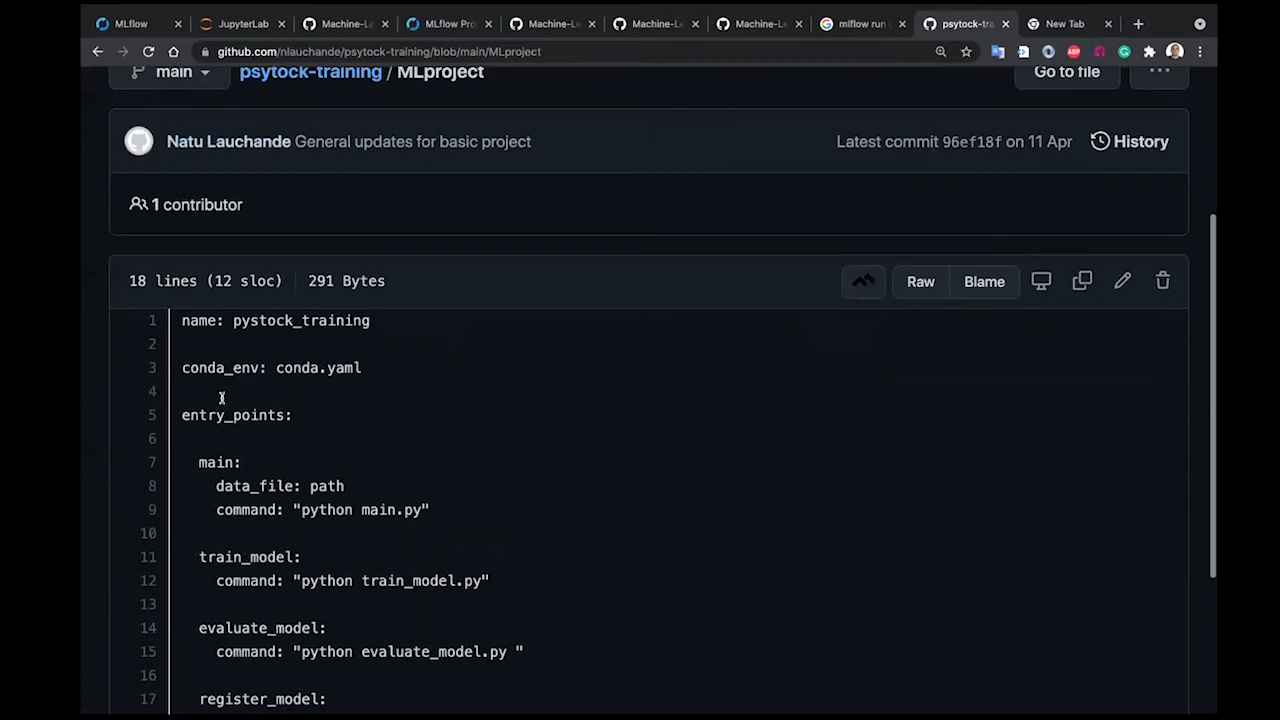 MLflow
JupyterLab
Machine-Le
MLflow Pro
Machine-Le
Machine-Le
Machine-Le
mlflow run
psytock-tra
New Tab
github.com/nlauchande/psytock-training/blob/main/MLproject
main
psytock-training / MLproject
Go to file
Natu Lauchande General updates for basic project
Latest commit 96ef18f on 11 Apr
History
1 contributor
18 lines (12 sloc)
291 Bytes
Raw
Blame
1 name: pystock_training
2
3 conda_env: conda.yaml
4
5 entry_points:
6
7 main:
8 data_file: path
9 command: "python main.py"
10
11 train_model:
12 command: "python train_model.py"
13
14 evaluate_model:
15 command: "python evaluate_model.py "
16
17 register_model: